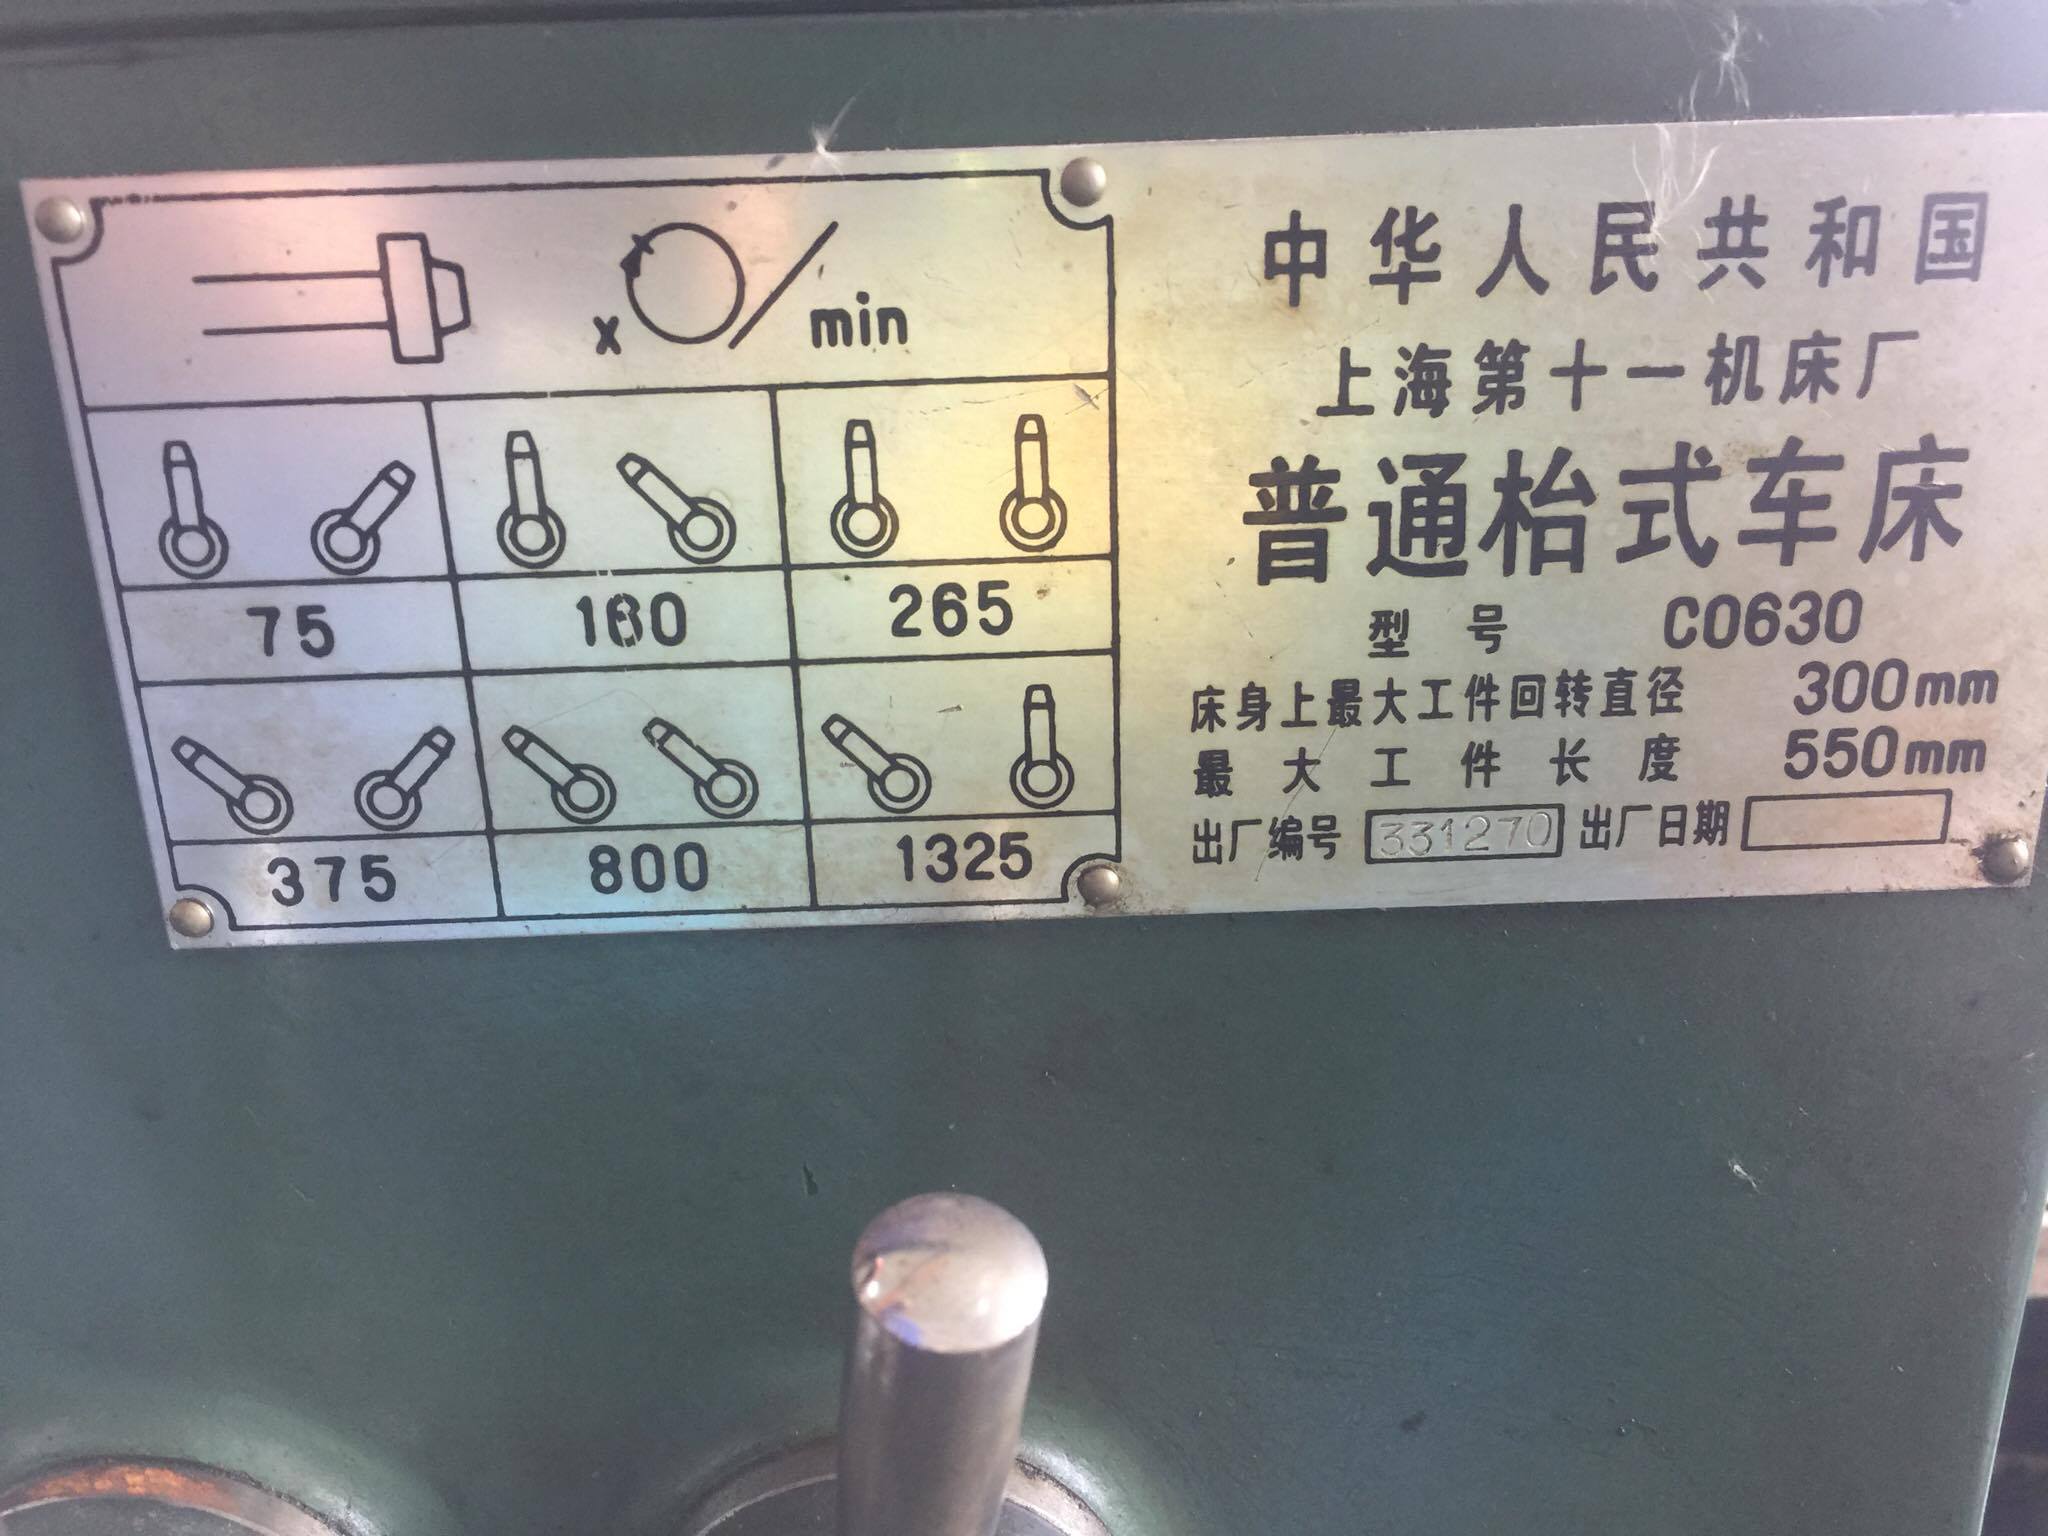 x /min
75 160 265
375 800 1325
中华人民共和国
上海第十一机床厂
普通枱式车床
型号 C0630
床身上最大工件回转直径 300mm
最大工件长度 550mm
出厂编号 331270 出厂日期